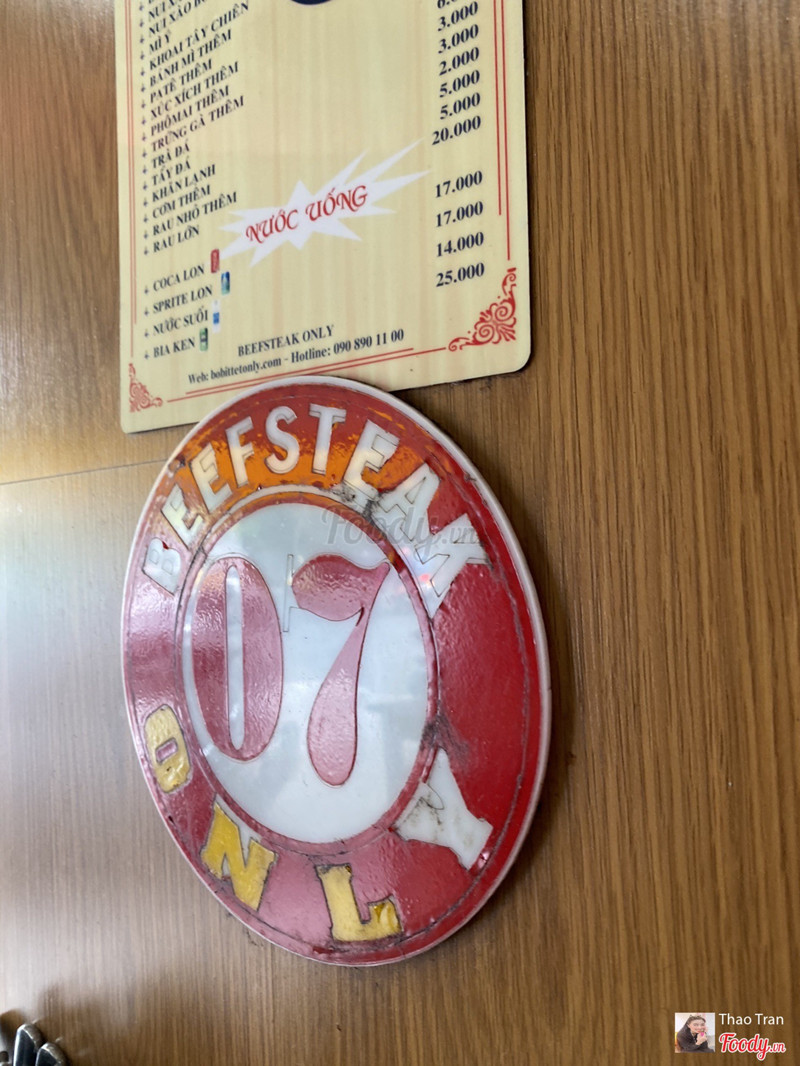 NUI XÀO BÒ
MÌ Ý
KHOAI TÂY CHIÊN
BÁNH MÌ THÊM
PATÊ THÊM
XÚC XÍCH THÊM
PHÔMAI THÊM
TRỨNG GÀ THÊM
TRÀ ĐÁ
TẨY ĐÁ
KHĂN LẠNH
CƠM THÊM
RAU NHỎ THÊM
RAU LỚN
3.000
3.000
2.000
5.000
5.000
20.000
NƯỚC UỐNG
COCA LON 17.000
SPRITE LON 17.000
NƯỚC SUỐI 14.000
BIA KEN 25.000
BEEFSTEAK ONLY
Web: bobittetonly.com - Hotline: 090 890 11 00
BEEFSTEAK
07
ONLY
Foody.vn
Thao Tran
Foody.vn